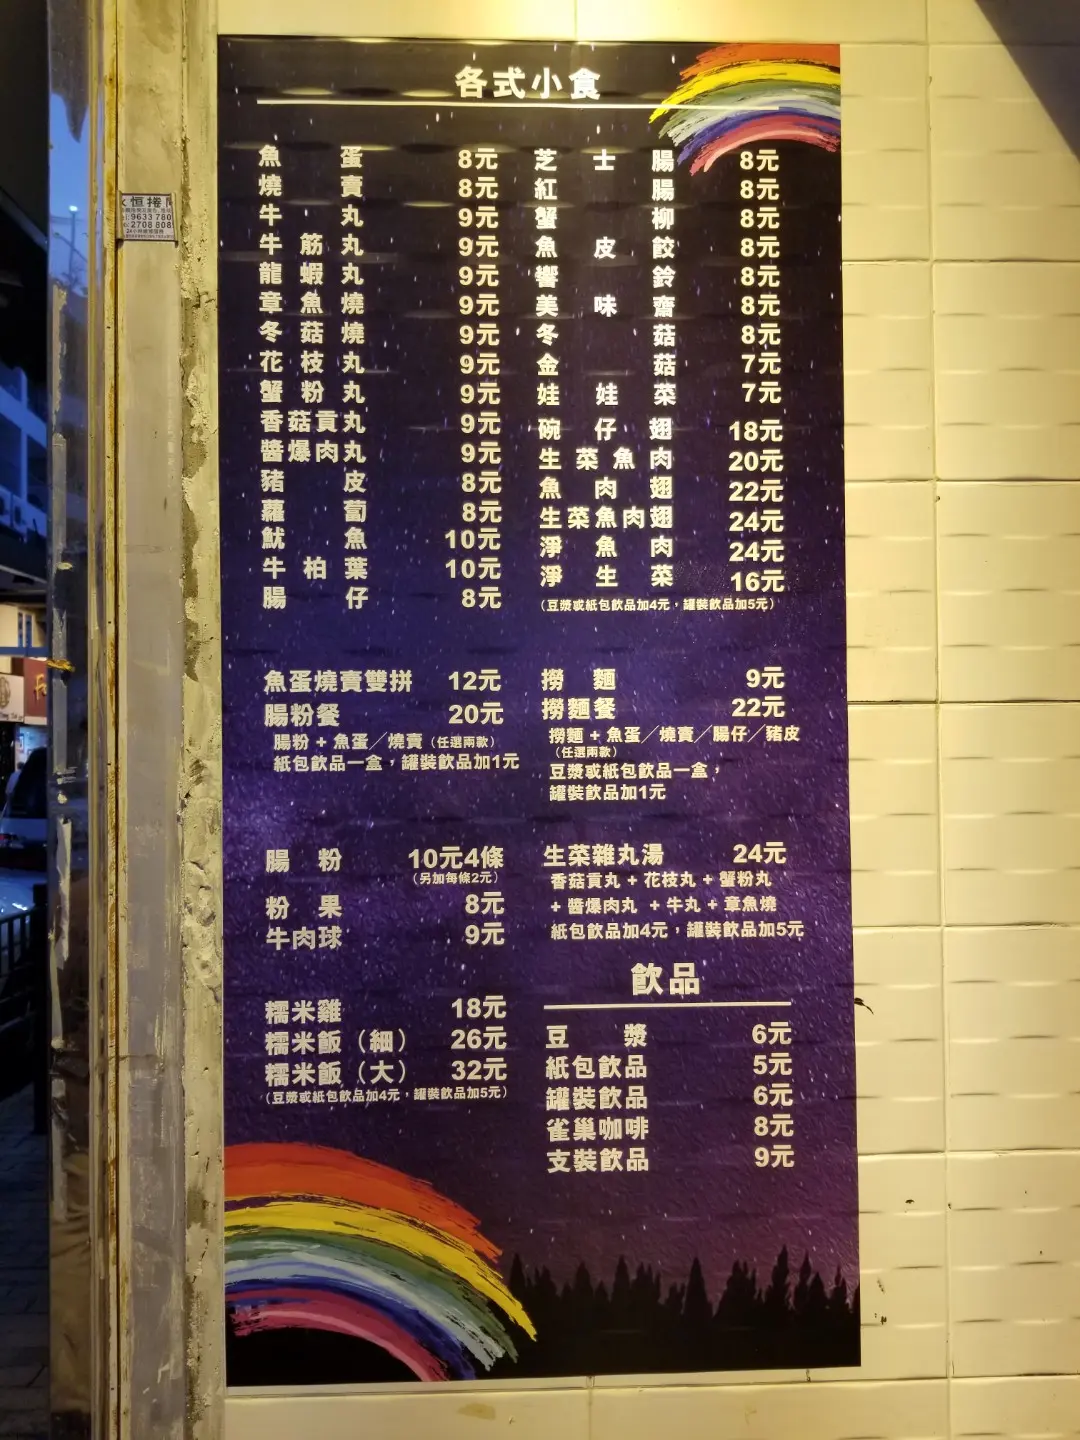 各式小食
魚蛋 8元
燒賣 8元
牛丸 9元
牛筋丸 9元
龍蝦丸 9元
章魚燒 9元
冬菇燒 9元
花枝丸 9元
蟹粉丸 9元
香菇貢丸 9元
醬爆肉丸 9元
豬皮 8元
蘿蔔 8元
魷魚 10元
牛柏葉 10元
腸仔 8元
芝士腸 8元
紅腸 8元
蟹柳 8元
魚皮餃 8元
響鈴 8元
美味齋 8元
冬菇 8元
金菇 7元
娃娃菜 7元
碗仔翅 18元
生菜魚肉 20元
魚肉翅 22元
生菜魚肉翅 24元
淨魚肉 24元
淨生菜 16元
（豆漿或紙包飲品加4元，罐裝飲品加5元）
魚蛋燒賣雙拼 12元
腸粉餐 20元
腸粉 + 魚蛋／燒賣（任選兩款）
紙包飲品一盒，罐裝飲品加1元
撈麵 9元
撈麵餐 22元
撈麵 + 魚蛋／燒賣／腸仔／豬皮
（任選兩款）
豆漿或紙包飲品一盒，
罐裝飲品加1元
腸粉 10元4條
（另加每條2元）
粉果 8元
牛肉球 9元
生菜雜丸湯 24元
香菇貢丸 + 花枝丸 + 蟹粉丸
+ 醬爆肉丸 + 牛丸 + 章魚燒
紙包飲品加4元，罐裝飲品加5元
糯米雞 18元
糯米飯（細） 26元
糯米飯（大） 32元
（豆漿或紙包飲品加4元，罐裝飲品加5元）
飲品
豆漿 6元
紙包飲品 5元
罐裝飲品 6元
雀巢咖啡 8元
支裝飲品 9元
恒捲
9633 780
2708 808